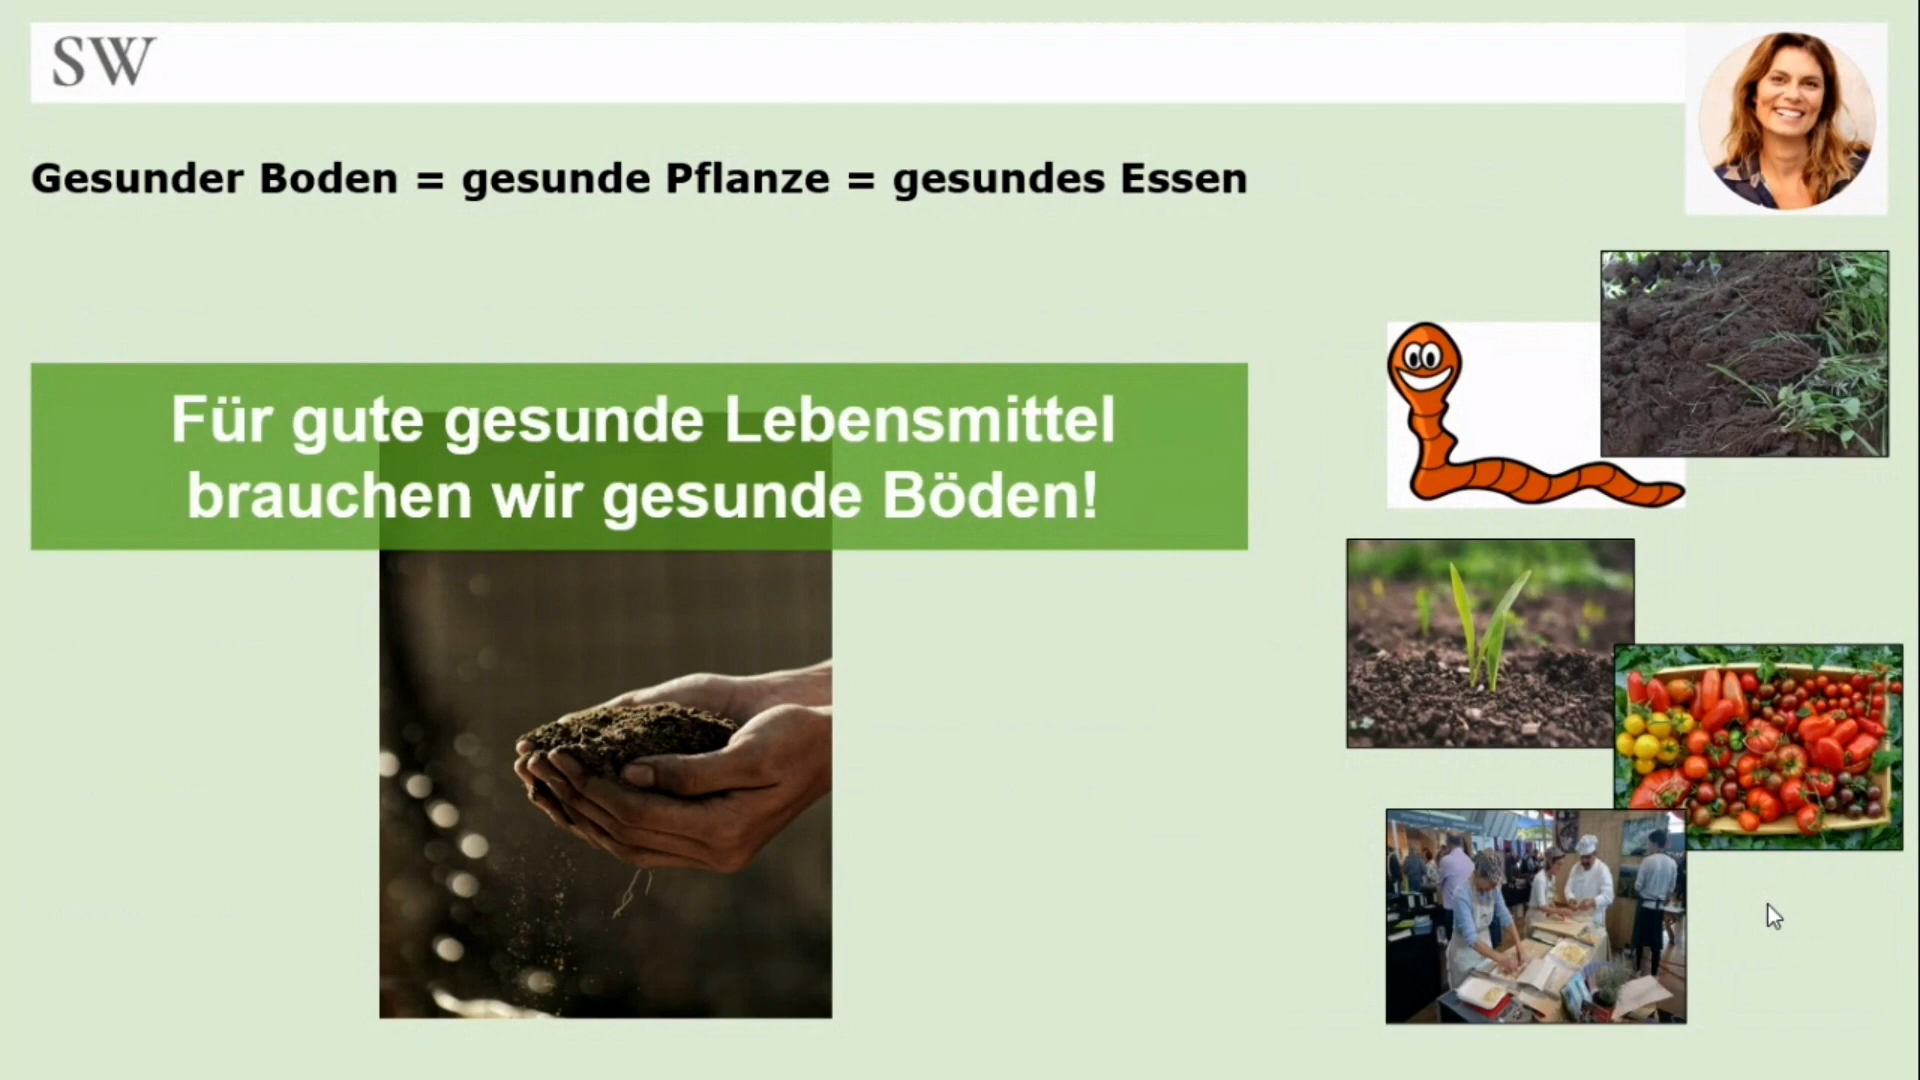 SW
Gesunder Boden = gesunde Pflanze = gesundes Essen
Für gute gesunde Lebensmittel
brauchen wir gesunde Böden!